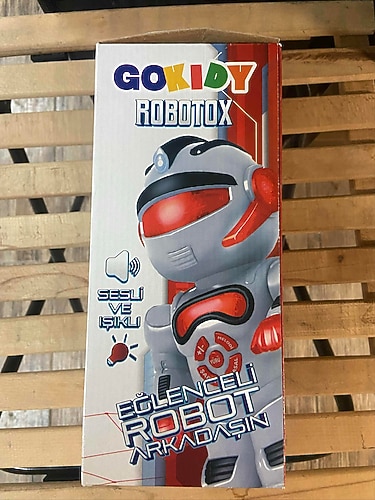 GOKIDY
ROBOTOX
SESLİ
VE
IŞIKLI
EĞLENCELİ
ROBOT
ARKADAŞIN